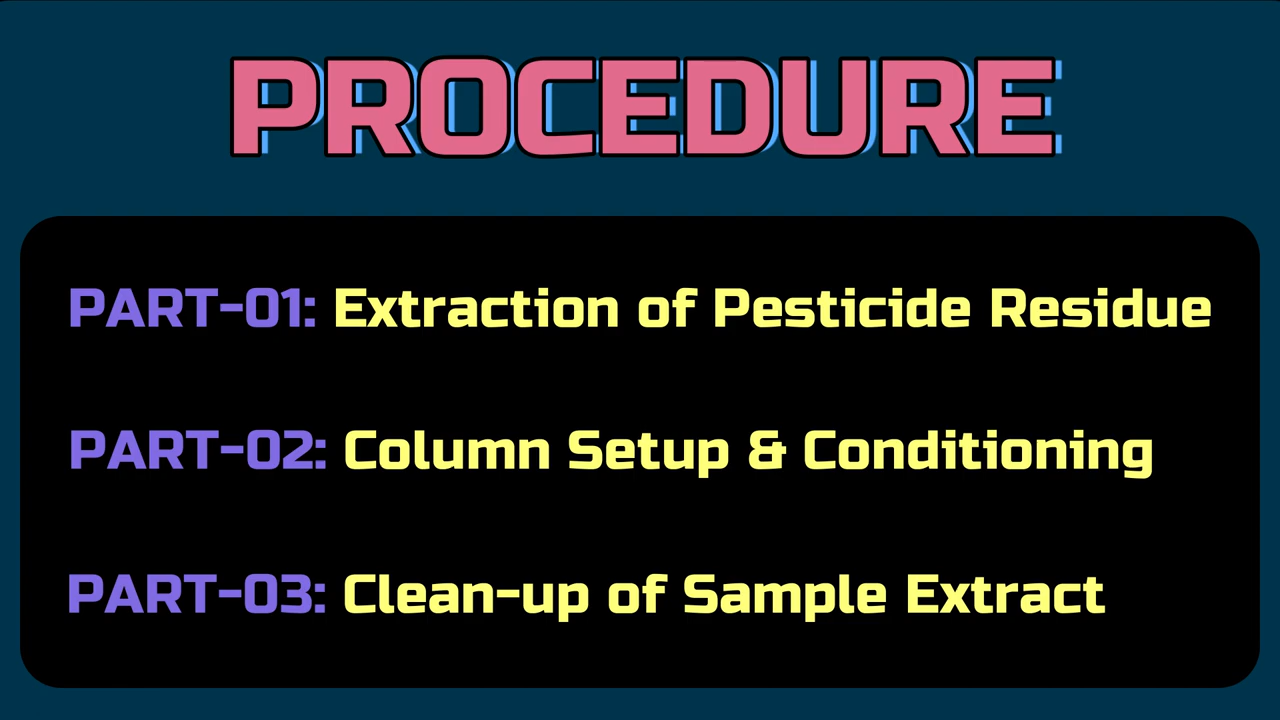 PROCEDURE
PART-01: Extraction of Pesticide Residue
PART-02: Column Setup & Conditioning
PART-03: Clean-up of Sample Extract